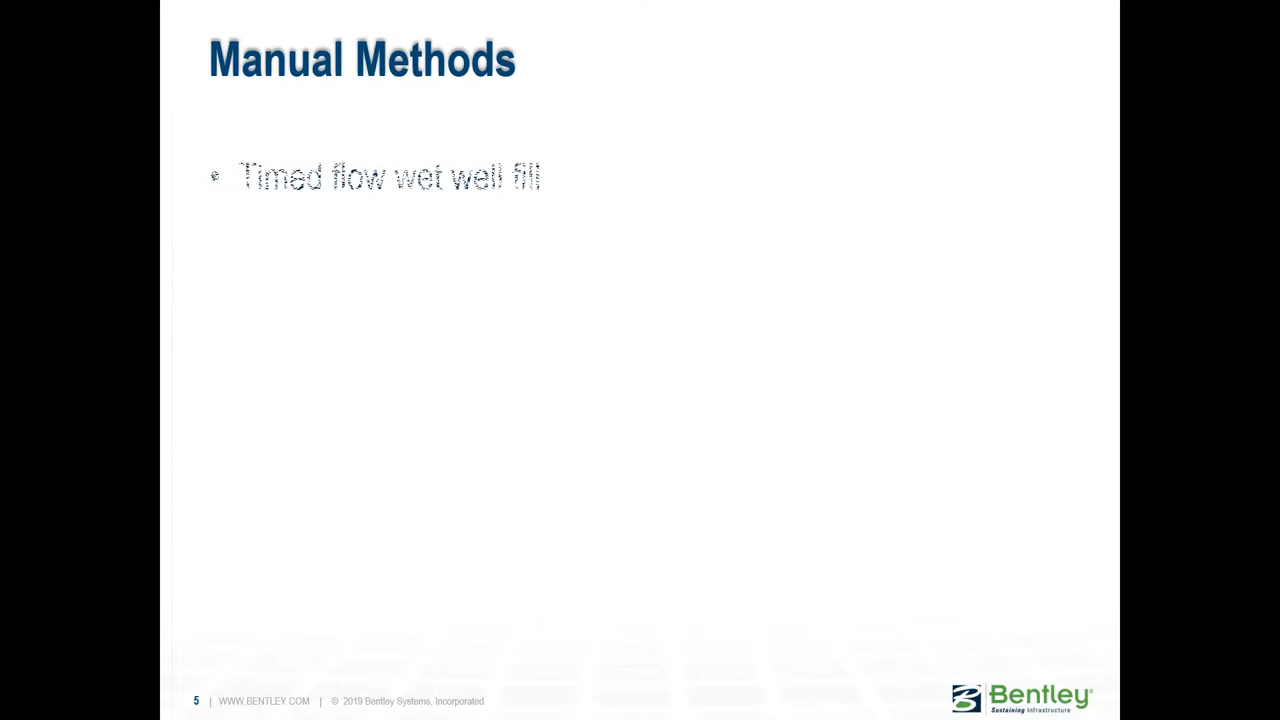 Manual Methods
• Timed flow wet well fill
5 | WWW.BENTLEY.COM | © 2019 Bentley Systems, Incorporated
Bentley®
Sustaining Infrastructure